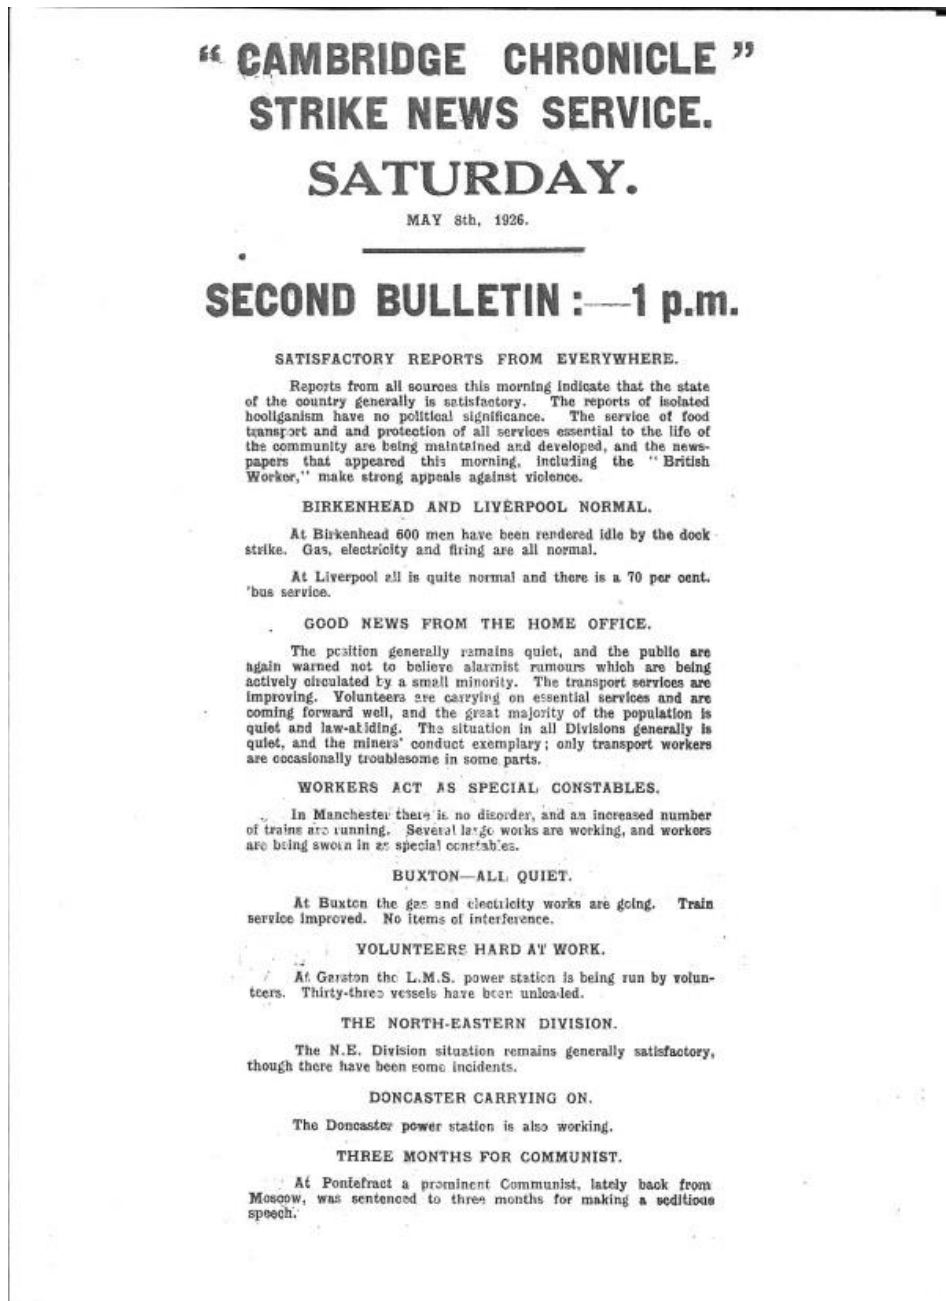 “ CAMBRIDGE CHRONICLE ”
STRIKE NEWS SERVICE.
SATURDAY.
MAY 8th, 1926.
SECOND BULLETIN :—1 p.m.
SATISFACTORY REPORTS FROM EVERYWHERE.
Reports from all sources this morning indicate that the state
of the country generally is satisfactory. The reports of isolated
hooliganism have no political significance. The service of food
transport and and protection of all services essential to the life of
the community are being maintained and developed, and the news-
papers that appeared this morning, including the “ British
Worker,” make strong appeals against violence.
BIRKENHEAD AND LIVERPOOL NORMAL.
At Birkenhead 600 men have been rendered idle by the dock
strike. Gas, electricity and firing are all normal.
At Liverpool all is quite normal and there is a 70 per cent.
’bus service.
GOOD NEWS FROM THE HOME OFFICE.
The position generally remains quiet, and the public are
again warned not to believe alarmist rumours which are being
actively circulated by a small minority. The transport services are
improving. Volunteers are carrying on essential services and are
coming forward well, and the great majority of the population is
quiet and law-abiding. The situation in all Divisions generally is
quiet, and the miners’ conduct exemplary; only transport workers
are occasionally troublesome in some parts.
WORKERS ACT AS SPECIAL CONSTABLES.
In Manchester there is no disorder, and an increased number
of trains are running. Several large works are working, and workers
are being sworn in as special constables.
BUXTON—ALL QUIET.
At Buxton the gas and electricity works are going. Train
service improved. No items of interference.
VOLUNTEERS HARD AT WORK.
At Garston the L.M.S. power station is being run by volun-
teers. Thirty-three vessels have been unloaded.
THE NORTH-EASTERN DIVISION.
The N.E. Division situation remains generally satisfactory,
though there have been some incidents.
DONCASTER CARRYING ON.
The Doncaster power station is also working.
THREE MONTHS FOR COMMUNIST.
At Pontefract a prominent Communist, lately back from
Moscow, was sentenced to three months for making a seditious
speech.